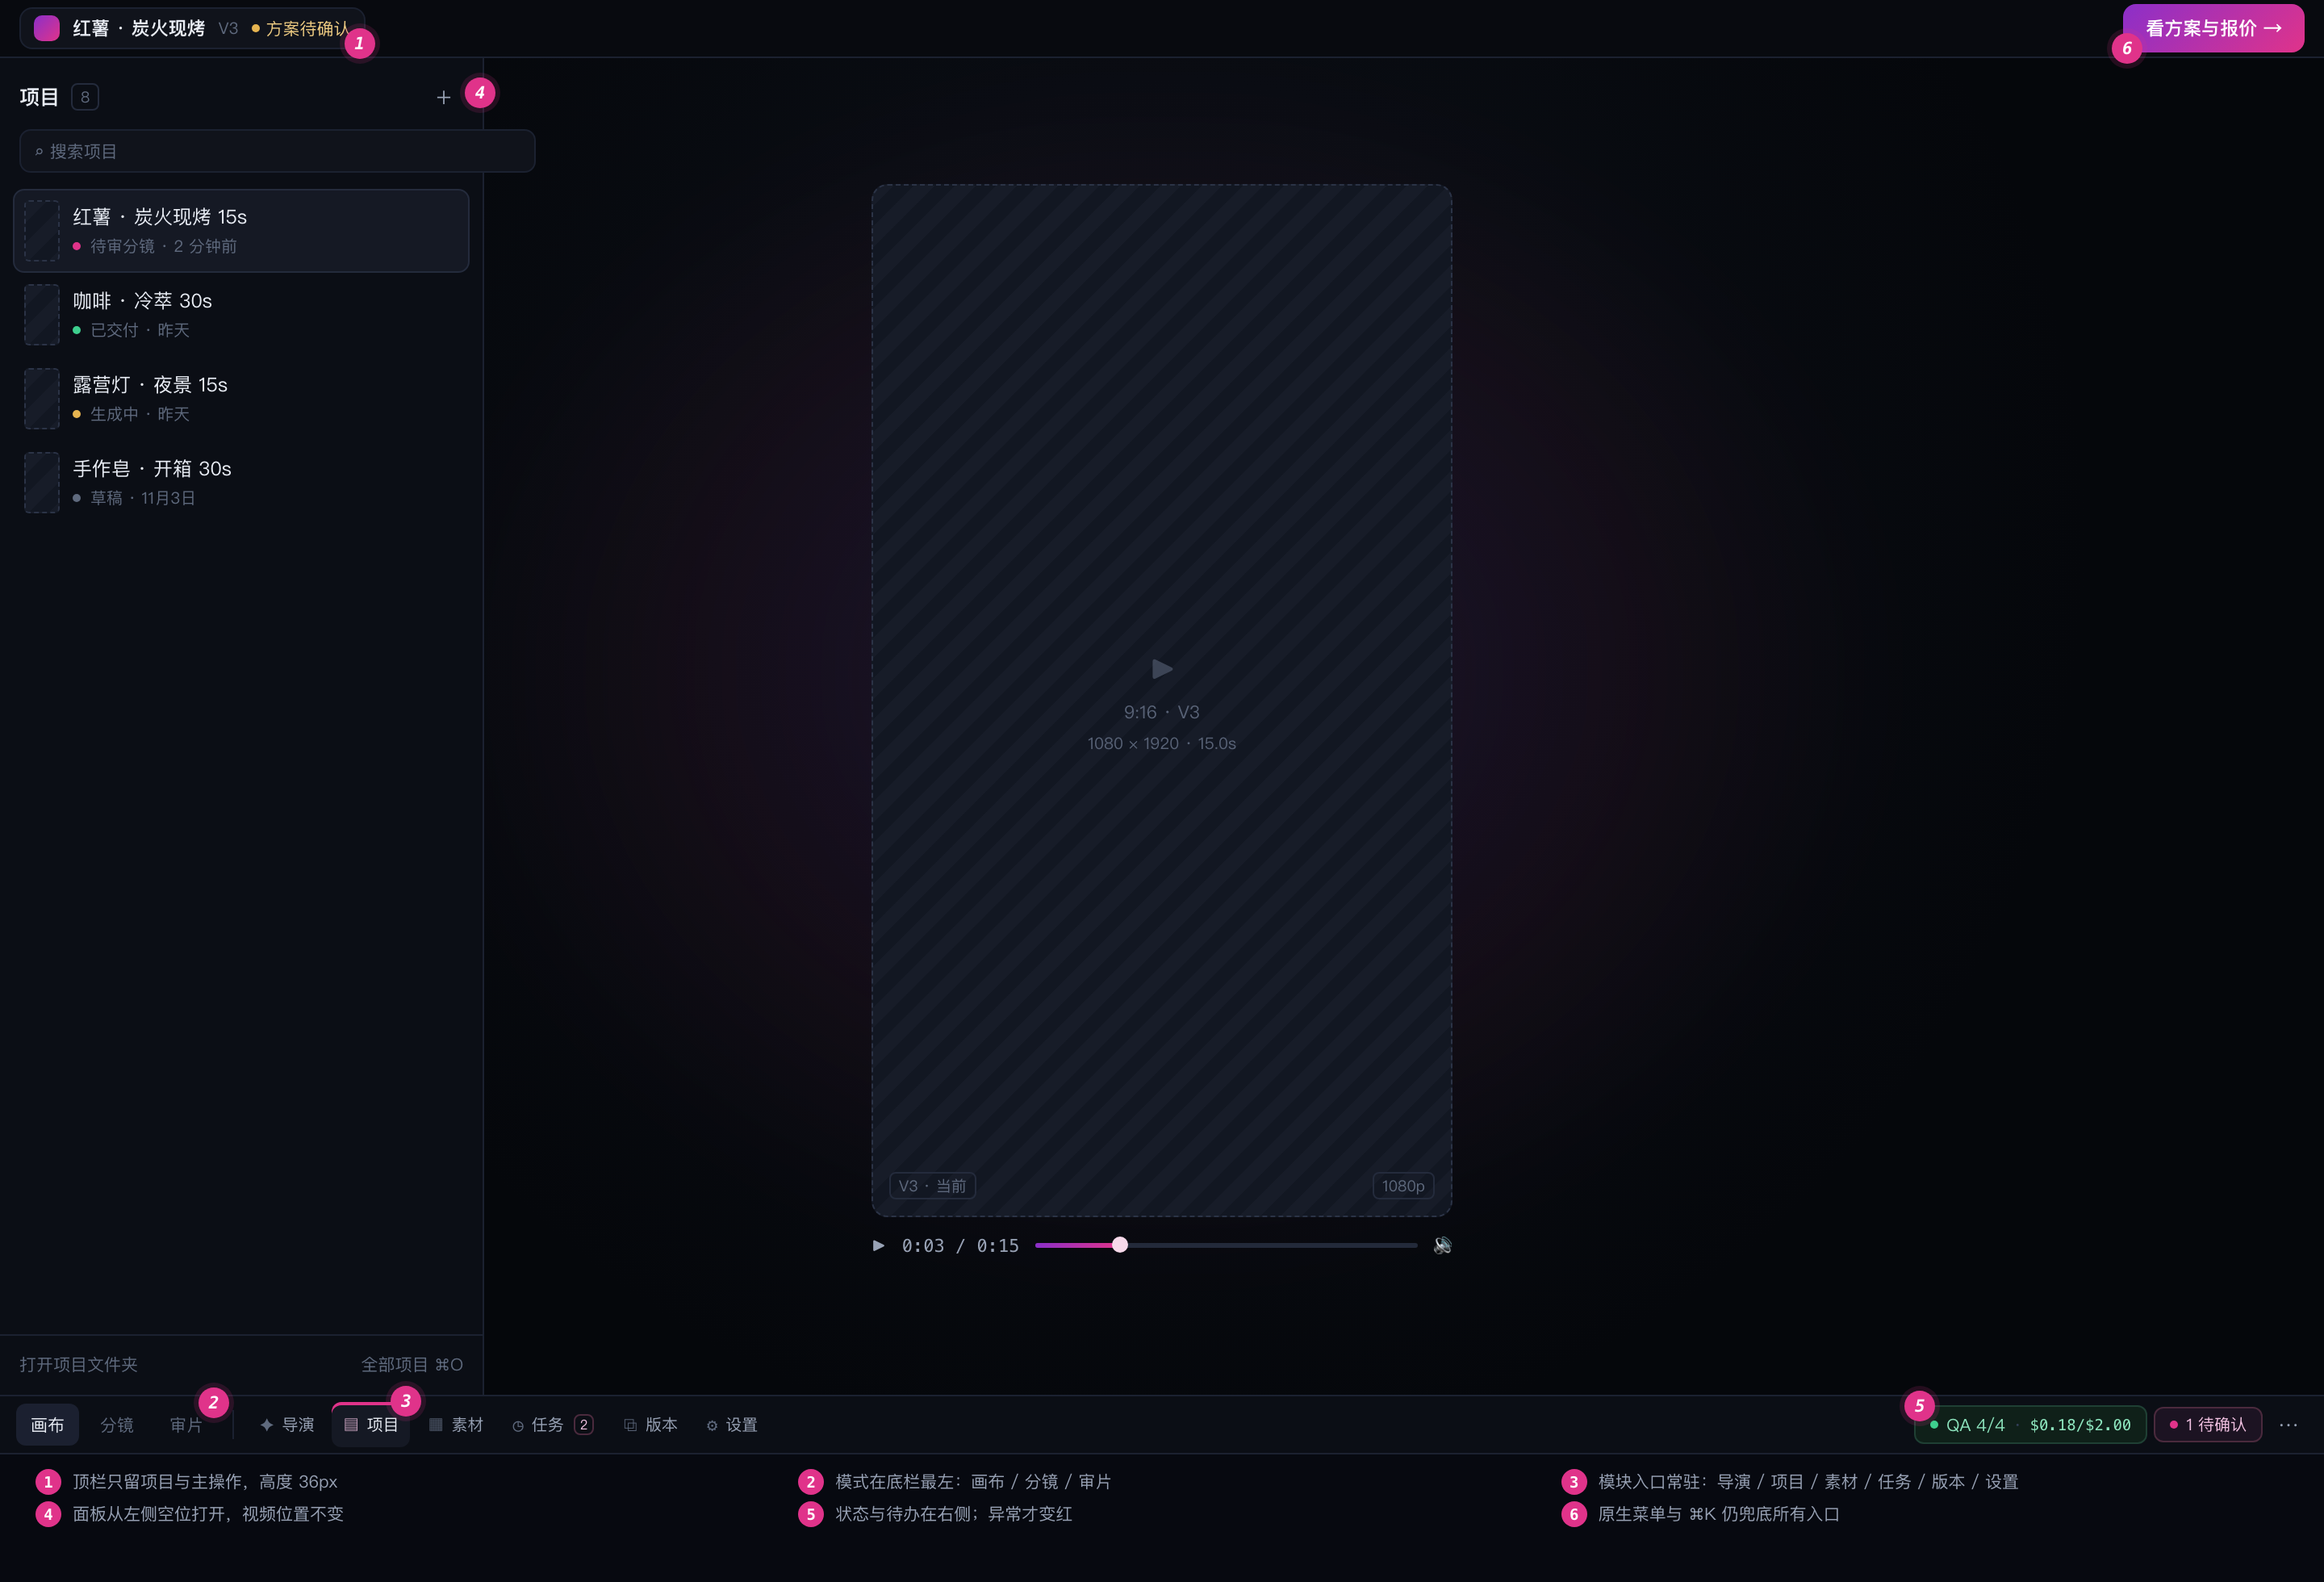 红薯 · 炭火现烤 V3 方案待确认
1
看方案与报价 →
6
项目 8 +
4
搜索项目
红薯 · 炭火现烤 15s
待审分镜 · 2 分钟前
咖啡 · 冷萃 30s
已交付 · 昨天
露营灯 · 夜景 15s
生成中 · 昨天
手作皂 · 开箱 30s
草稿 · 11月3日
9:16 · V3
1080 × 1920 · 15.0s
V3 · 当前
1080p
0:03 / 0:15
打开项目文件夹
全部项目 ⌘O
2
3
5
画布 分镜 审片 导演 项目 素材 任务 2 版本 设置
QA 4/4 · $0.18/$2.00
1 待确认 ···
1 顶栏只留项目与主操作，高度 36px
2 模式在底栏最左：画布 / 分镜 / 审片
3 模块入口常驻：导演 / 项目 / 素材 / 任务 / 版本 / 设置
4 面板从左侧空位打开，视频位置不变
5 状态与待办在右侧；异常才变红
6 原生菜单与 ⌘K 仍兜底所有入口